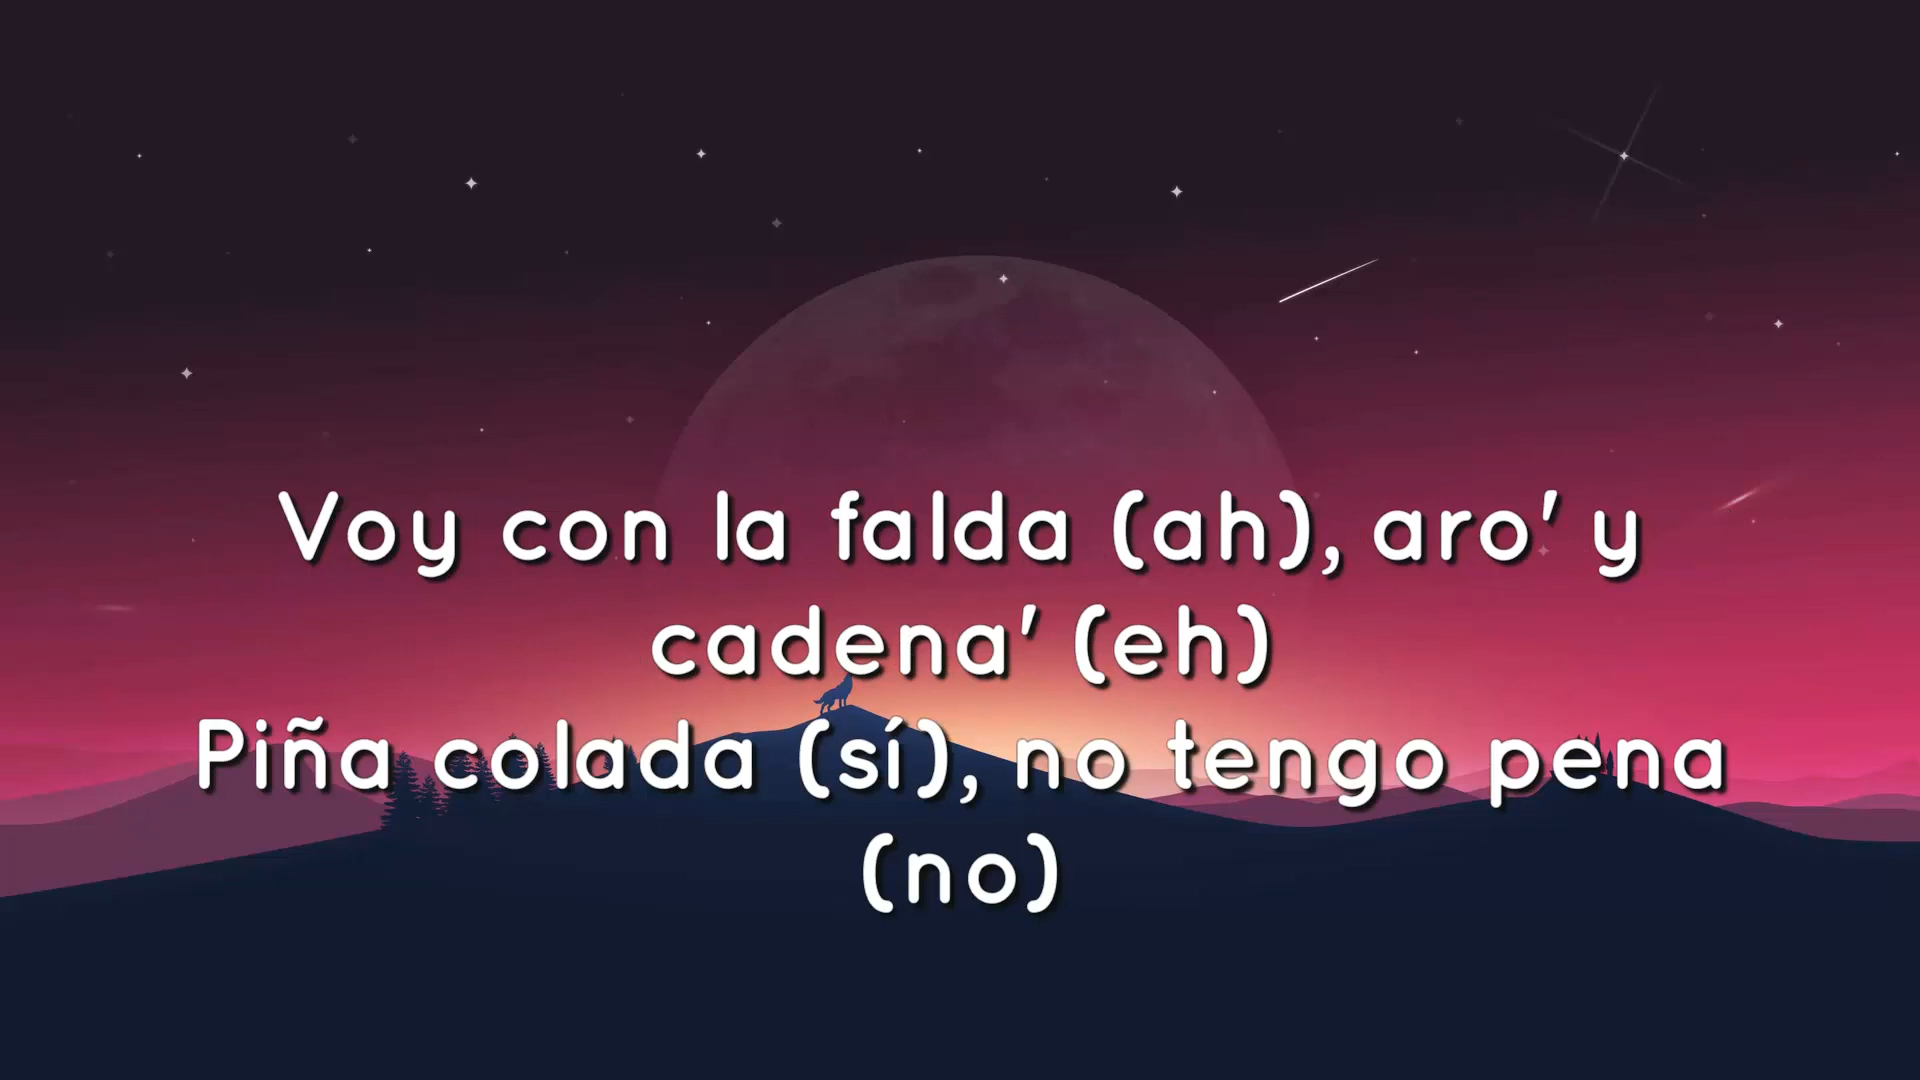 Voy con la falda (ah), aro' y
cadena' (eh)
Piña colada (sí), no tengo pena
(no)